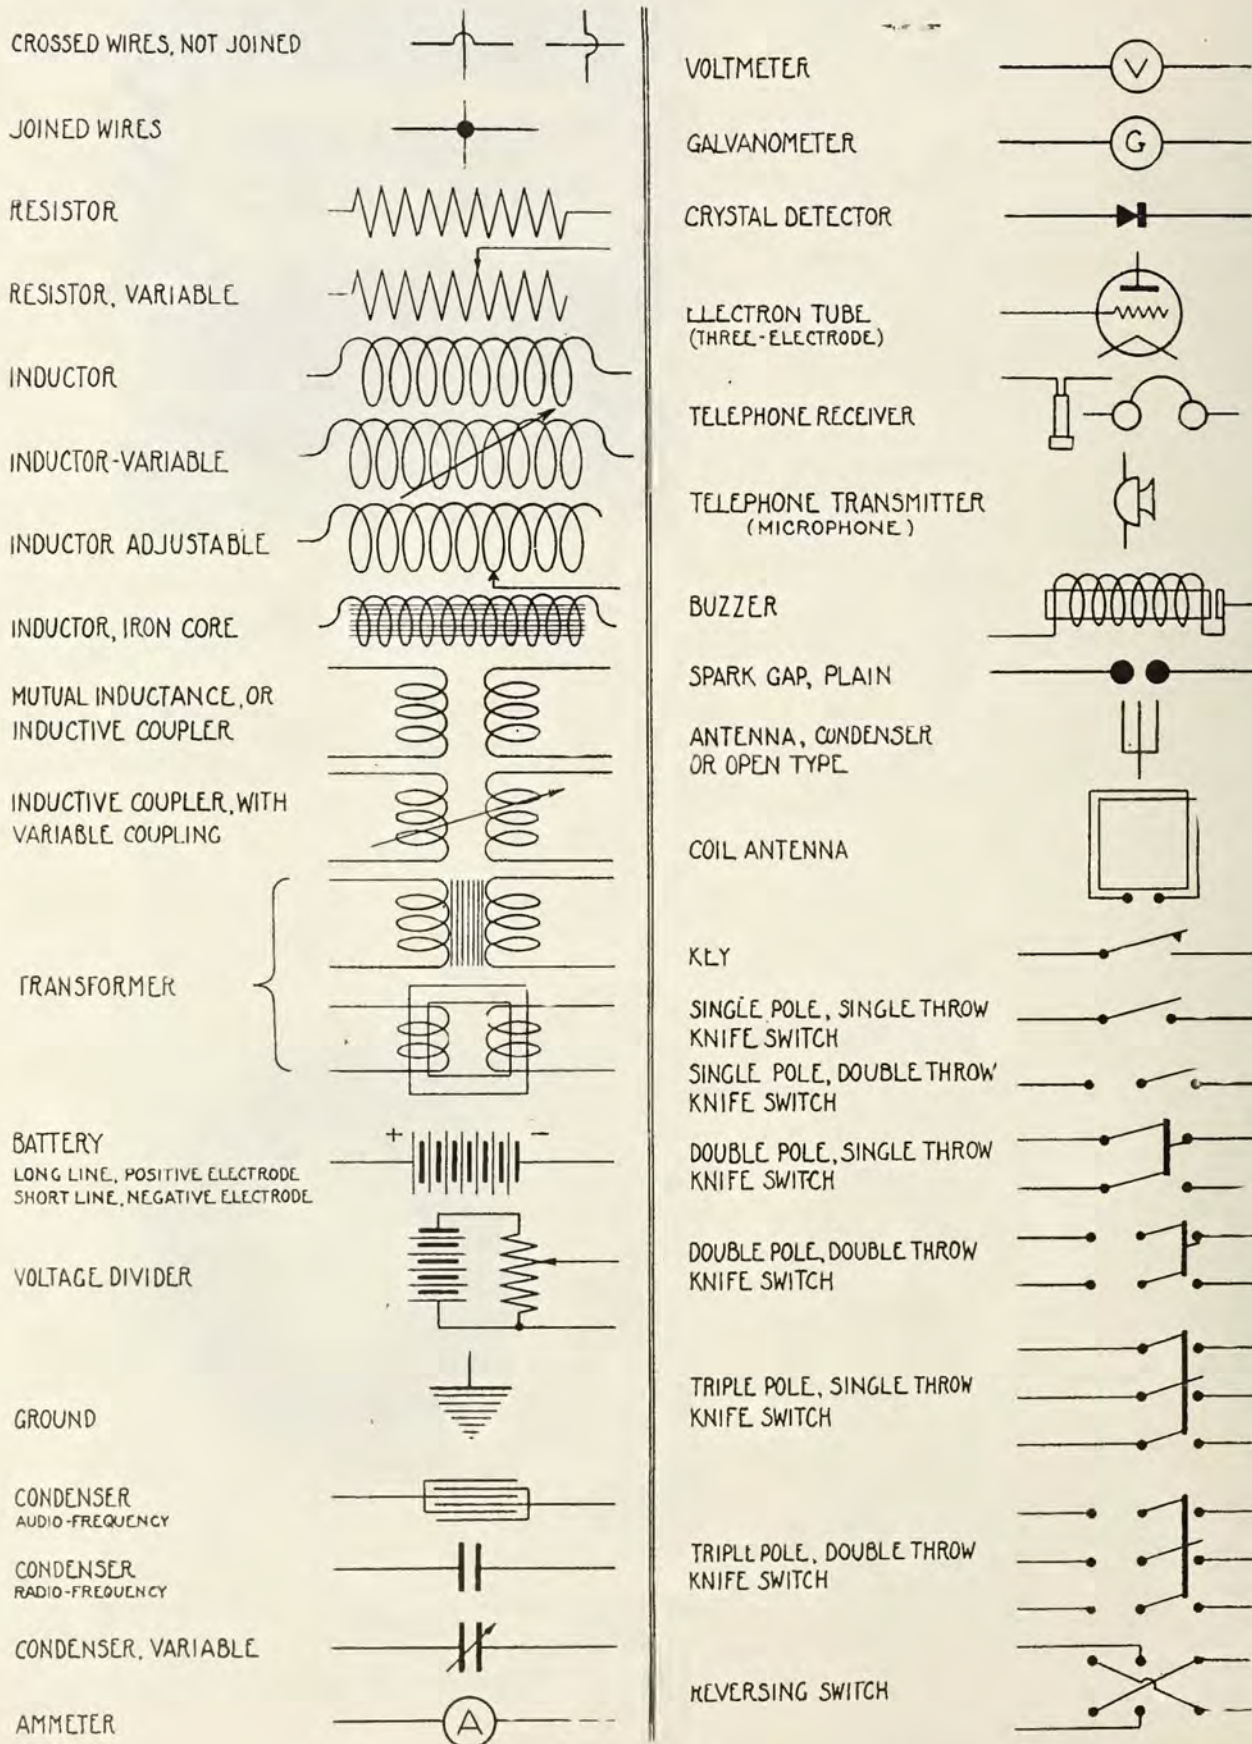 CROSSED WIRES, NOT JOINED
JOINED WIRES
RESISTOR
RESISTOR, VARIABLE
INDUCTOR
INDUCTOR-VARIABLE
INDUCTOR ADJUSTABLE
INDUCTOR, IRON CORE
MUTUAL INDUCTANCE, OR
INDUCTIVE COUPLER
INDUCTIVE COUPLER, WITH
VARIABLE COUPLING
TRANSFORMER
BATTERY
+ −
LONG LINE, POSITIVE ELECTRODE
SHORT LINE, NEGATIVE ELECTRODE
VOLTAGE DIVIDER
GROUND
CONDENSER
AUDIO-FREQUENCY
CONDENSER
RADIO-FREQUENCY
CONDENSER, VARIABLE
AMMETER
A
VOLTMETER
V
GALVANOMETER
G
CRYSTAL DETECTOR
ELECTRON TUBE
(THREE-ELECTRODE)
TELEPHONE RECEIVER
TELEPHONE TRANSMITTER
(MICROPHONE)
BUZZER
SPARK GAP, PLAIN
ANTENNA, CONDENSER
OR OPEN TYPE
COIL ANTENNA
KEY
SINGLE POLE, SINGLE THROW
KNIFE SWITCH
SINGLE POLE, DOUBLE THROW
KNIFE SWITCH
DOUBLE POLE, SINGLE THROW
KNIFE SWITCH
DOUBLE POLE, DOUBLE THROW
KNIFE SWITCH
TRIPLE POLE, SINGLE THROW
KNIFE SWITCH
TRIPLE POLE, DOUBLE THROW
KNIFE SWITCH
REVERSING SWITCH